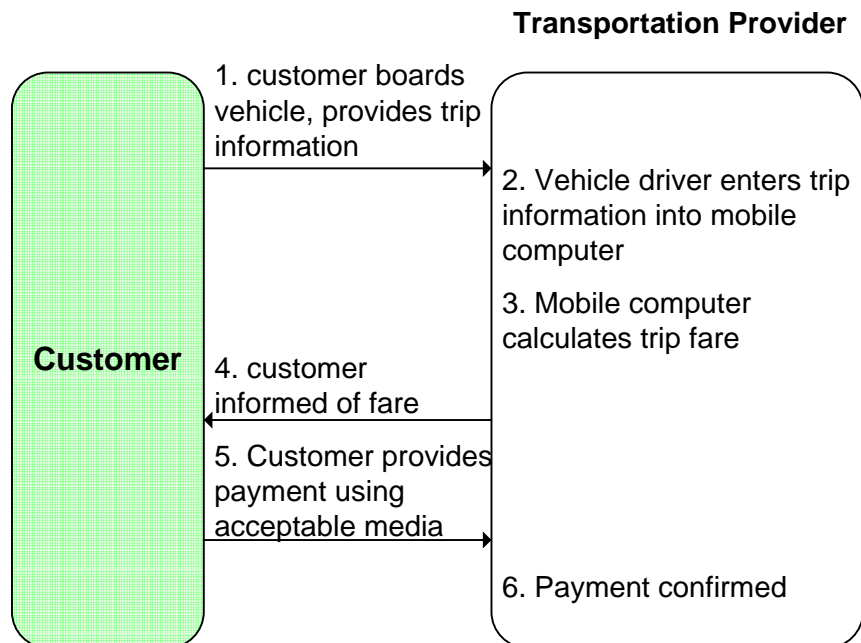 Transportation Provider
1. customer boards
vehicle, provides trip
information
2. Vehicle driver enters trip
information into mobile
computer
3. Mobile computer
calculates trip fare
Customer
4. customer
informed of fare
5. Customer provides
payment using
acceptable media
6. Payment confirmed